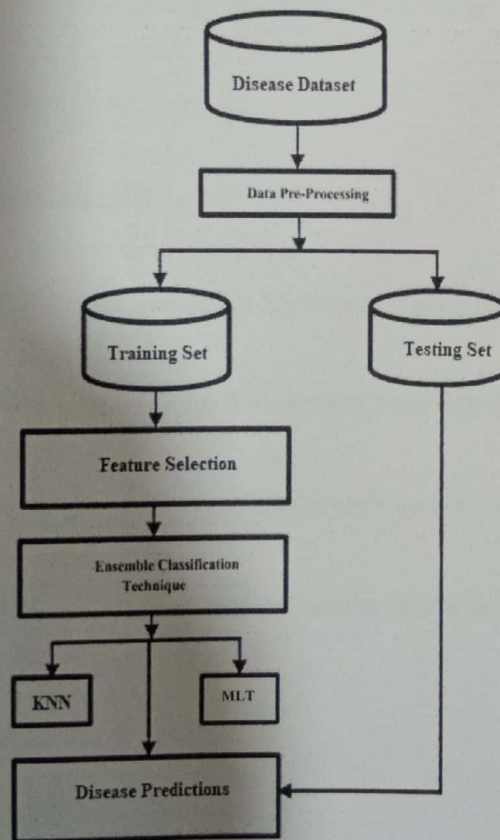 Disease Dataset
Data Pre-Processing
Training Set
Testing Set
Feature Selection
Ensemble Classification
Technique
KNN
MLT
Disease Predictions